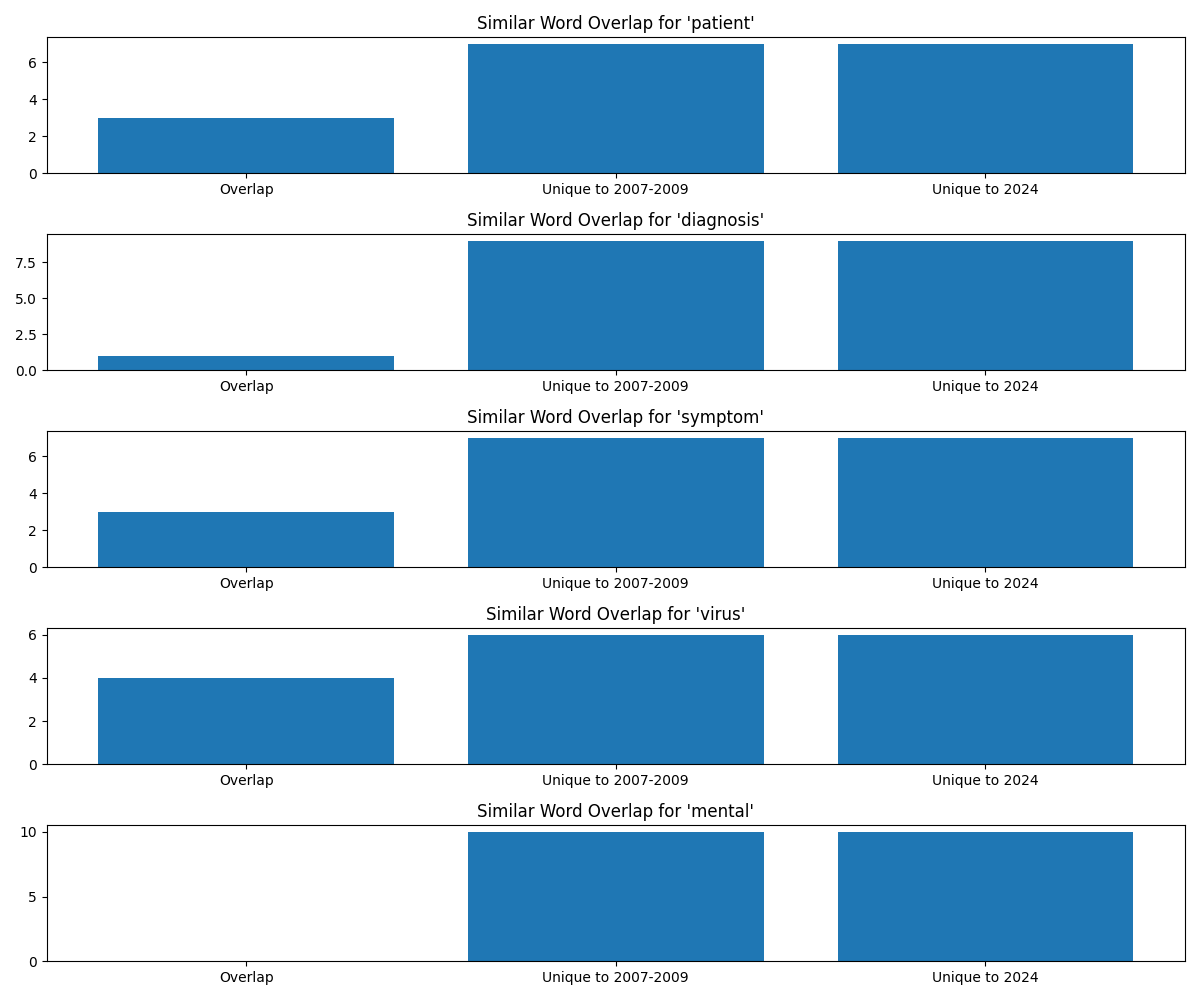 Similar Word Overlap for 'patient'
6
4
2
0
Overlap Unique to 2007-2009 Unique to 2024
Similar Word Overlap for 'diagnosis'
7.5
5.0
2.5
0.0
Overlap Unique to 2007-2009 Unique to 2024
Similar Word Overlap for 'symptom'
6
4
2
0
Overlap Unique to 2007-2009 Unique to 2024
Similar Word Overlap for 'virus'
6
4
2
0
Overlap Unique to 2007-2009 Unique to 2024
Similar Word Overlap for 'mental'
10
5
0
Overlap Unique to 2007-2009 Unique to 2024